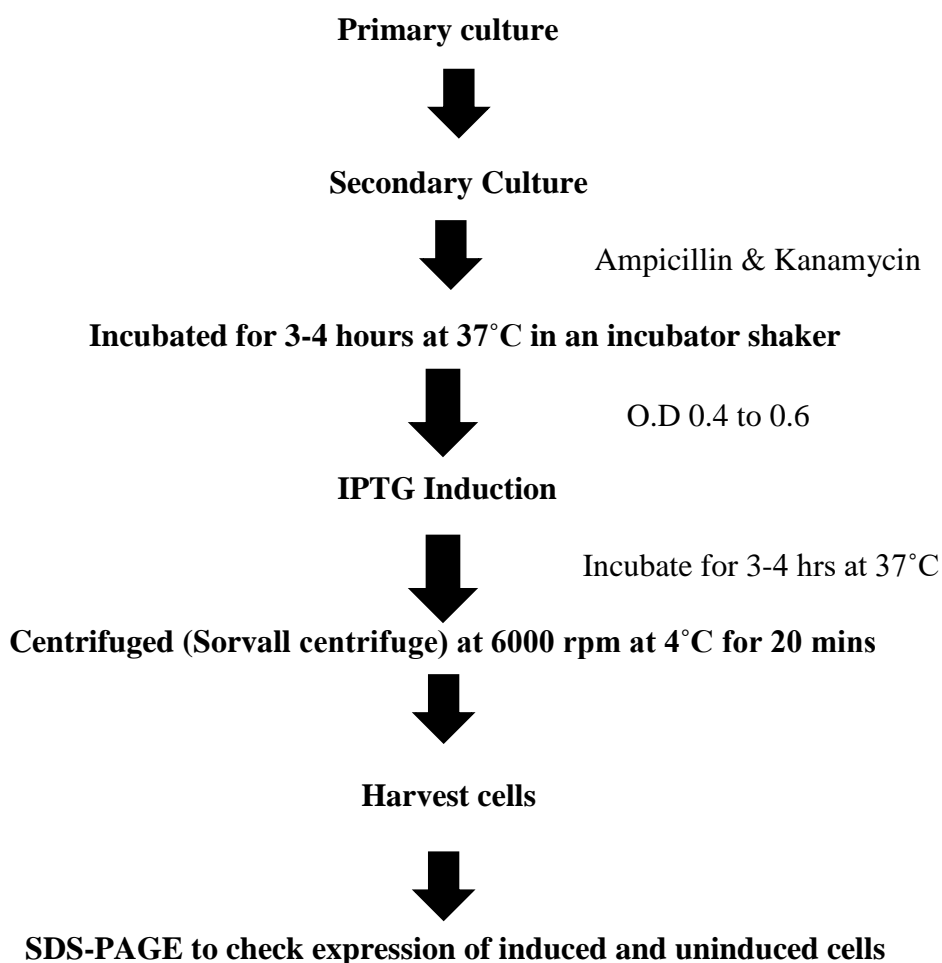 Primary culture
Secondary Culture
Ampicillin & Kanamycin
Incubated for 3-4 hours at 37˚C in an incubator shaker
O.D 0.4 to 0.6
IPTG Induction
Incubate for 3-4 hrs at 37˚C
Centrifuged (Sorvall centrifuge) at 6000 rpm at 4˚C for 20 mins
Harvest cells
SDS-PAGE to check expression of induced and uninduced cells